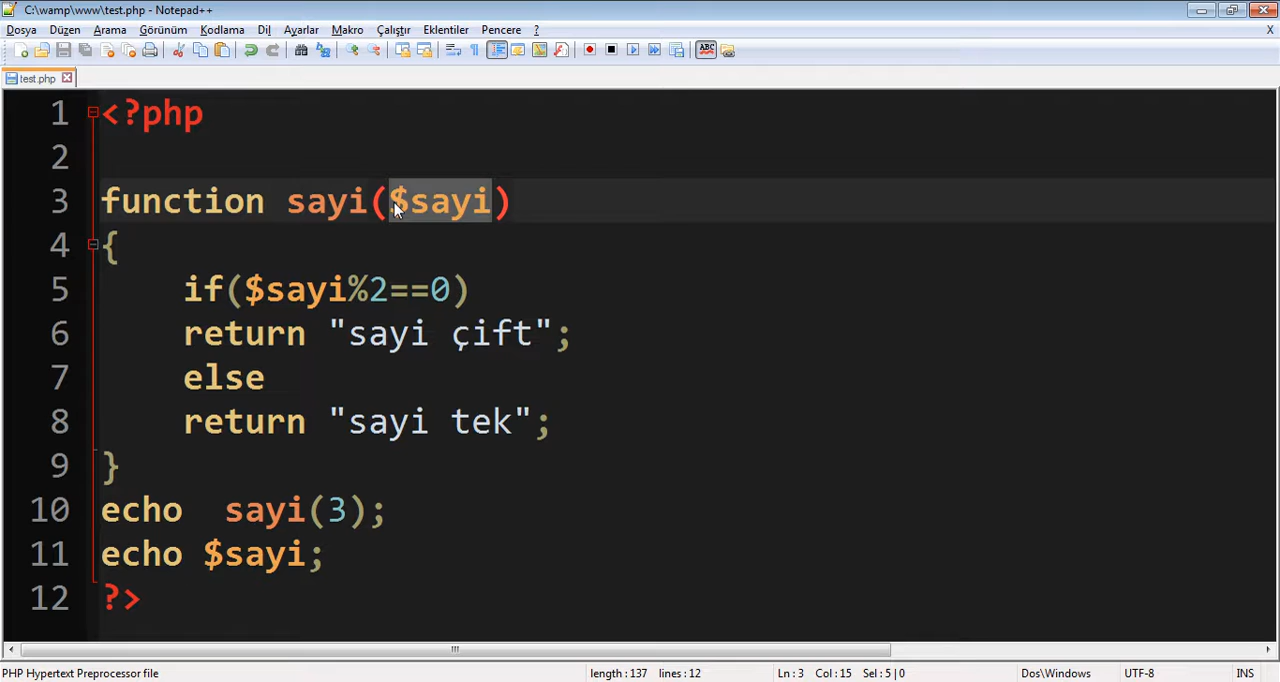 C:\wamp\www\test.php - Notepad++
Dosya Düzen Arama Görünüm Kodlama Dil Ayarlar Makro Çalıştır Eklentiler Pencere ? X
ABC
test.php
1 <?php
2
3 function sayi($sayi)
4 {
5 if($sayi%2==0)
6 return "sayi çift";
7 else
8 return "sayi tek";
9 }
10 echo  sayi(3);
11 echo $sayi;
12 ?>
PHP Hypertext Preprocessor file length : 137 lines : 12 Ln : 3 Col : 15 Sel : 5 | 0 Dos\Windows UTF-8 INS